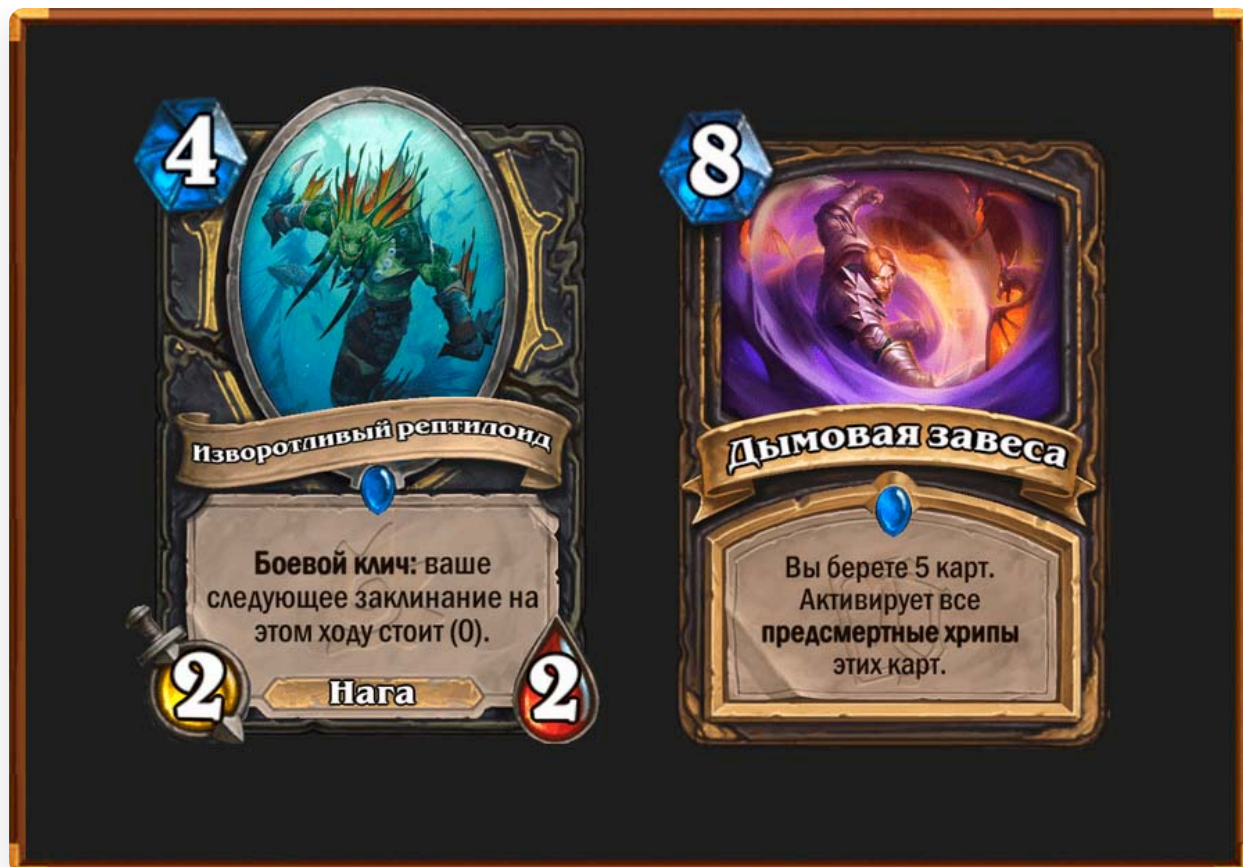 4
Изворотливый рептилоид
Боевой клич: ваше
следующее заклинание на
этом ходу стоит (0).
2
Нага
2
8
Дымовая завеса
Вы берете 5 карт.
Активирует все
предсмертные хрипы
этих карт.